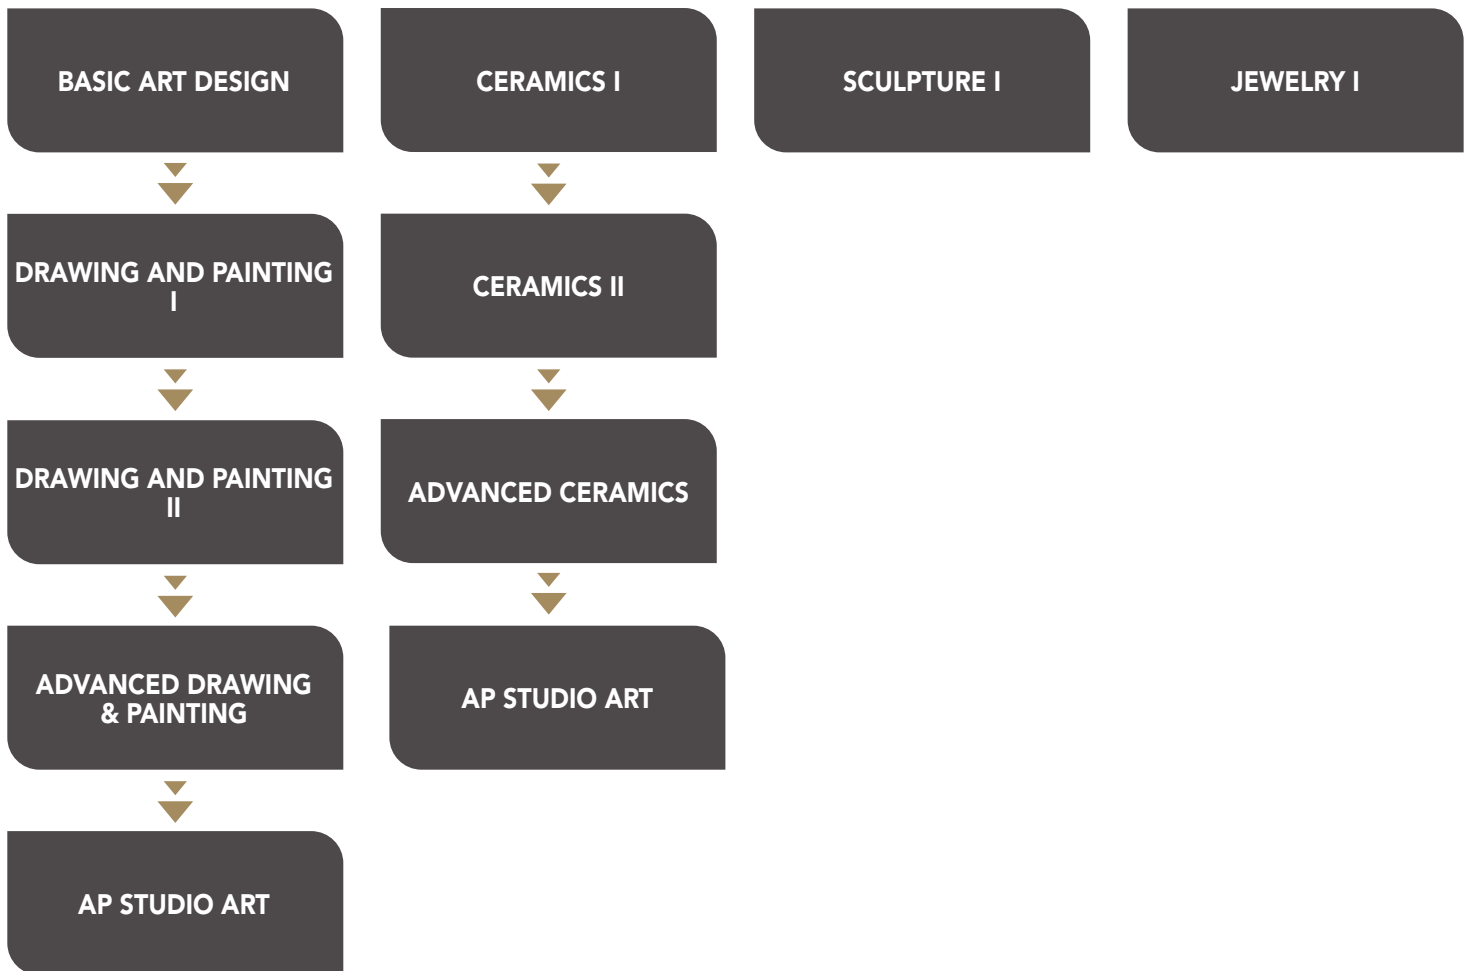 BASIC ART DESIGN
CERAMICS I
SCULPTURE I
JEWELRY I
DRAWING AND PAINTING
I
CERAMICS II
DRAWING AND PAINTING
II
ADVANCED CERAMICS
ADVANCED DRAWING
& PAINTING
AP STUDIO ART
AP STUDIO ART